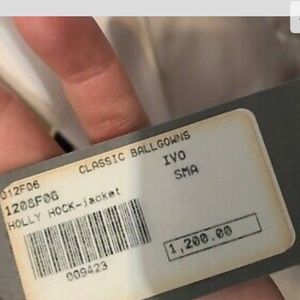 CLASSIC BALLGOWNS
012F06
1208F06
IVO
HOLLY HOCK-jacket
SMA
1,200.00
009423